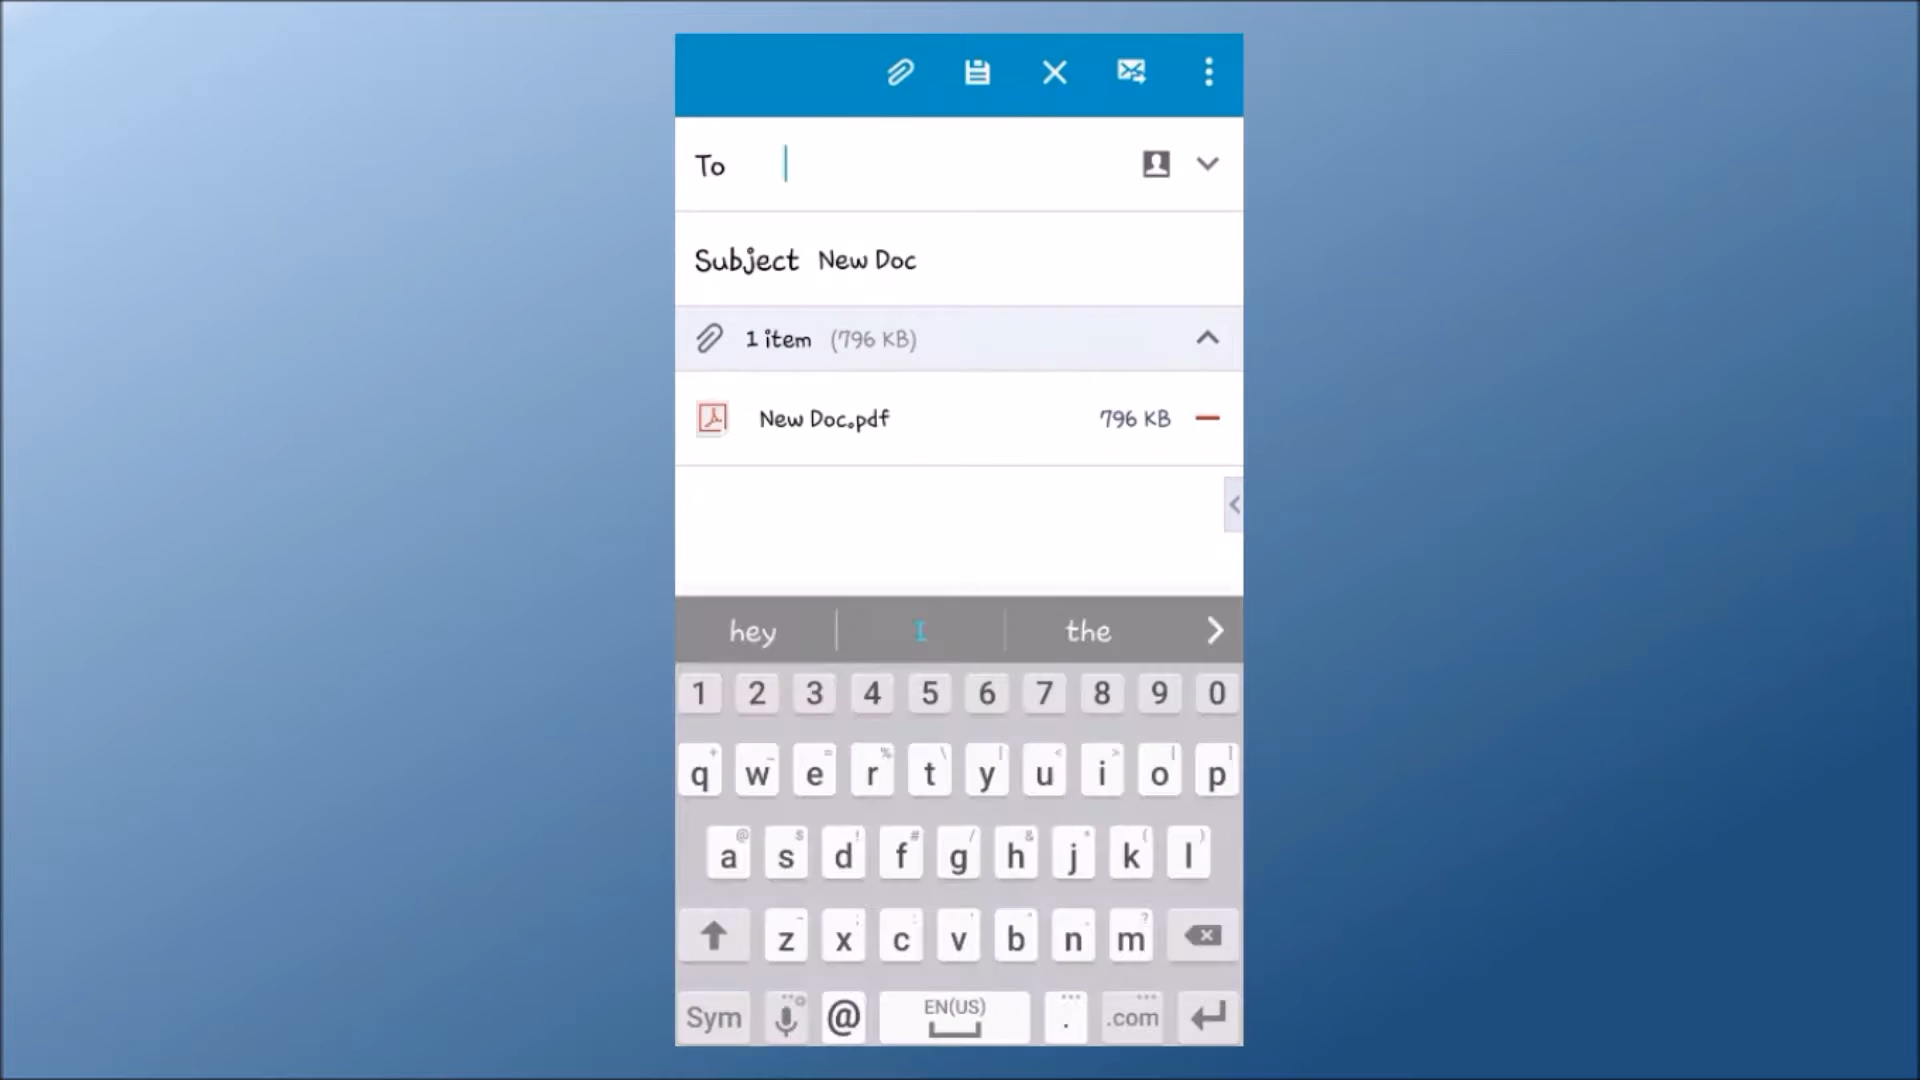 To
Subject New Doc
1 item (796 KB)
New Doc.pdf 796 KB
hey I the
1 2 3 4 5 6 7 8 9 0
q w e r t y u i o p
a s d f g h j k l
z x c v b n m
Sym @ EN(US) . .com